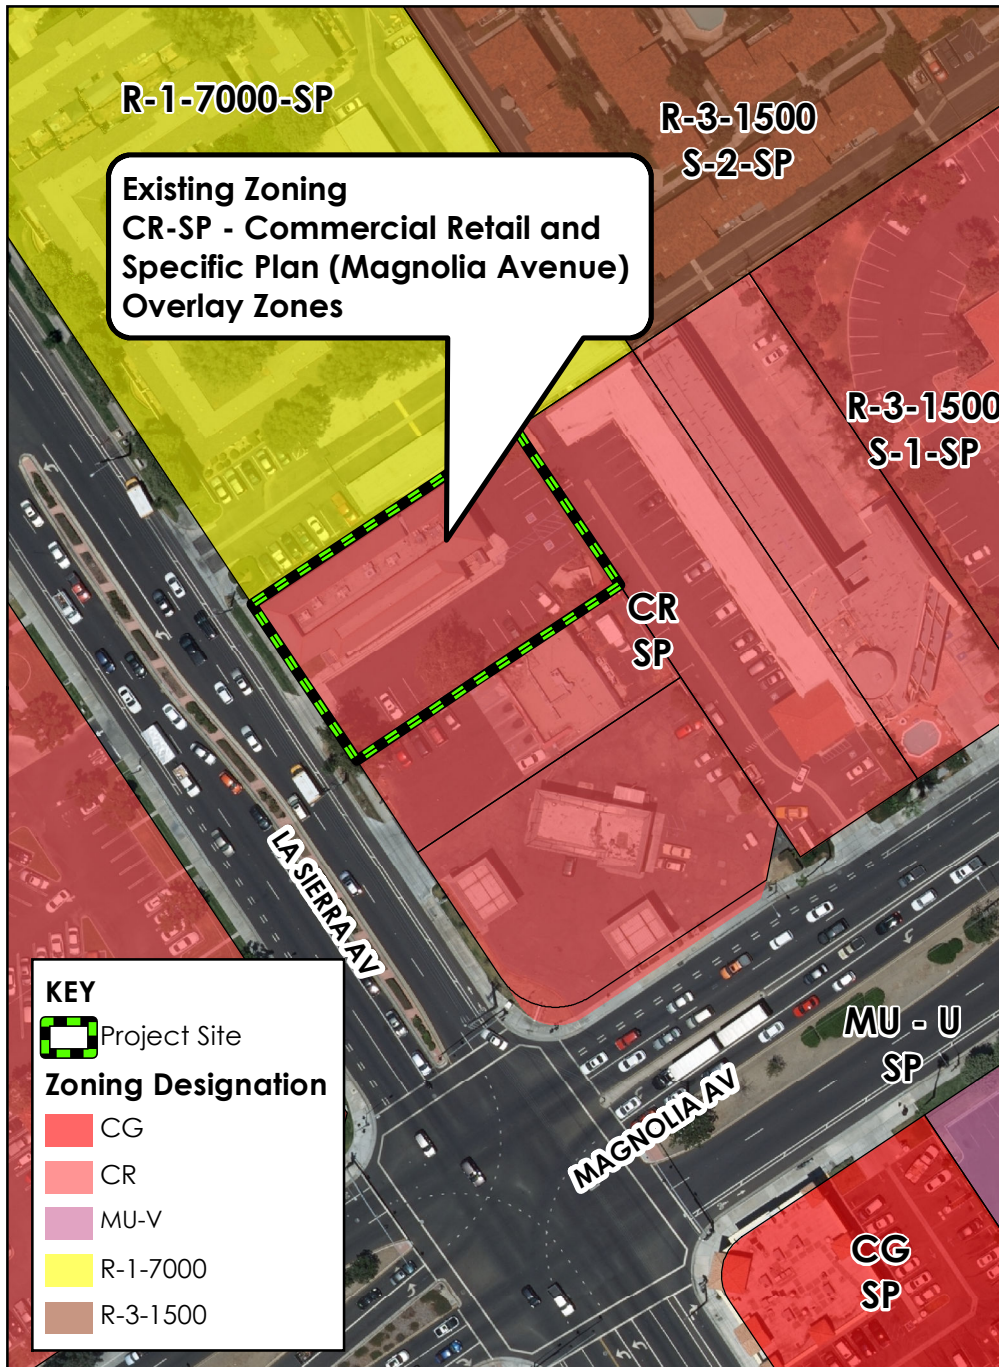 R-1-7000-SP
R-3-1500
S-2-SP
Existing Zoning
CR-SP - Commercial Retail and
Specific Plan (Magnolia Avenue)
Overlay Zones
R-3-1500
S-1-SP
CR
SP
LA SIERRA AV
MAGNOLIA AV
MU - U
SP
CG
SP
KEY
Project Site
Zoning Designation
CG
CR
MU-V
R-1-7000
R-3-1500